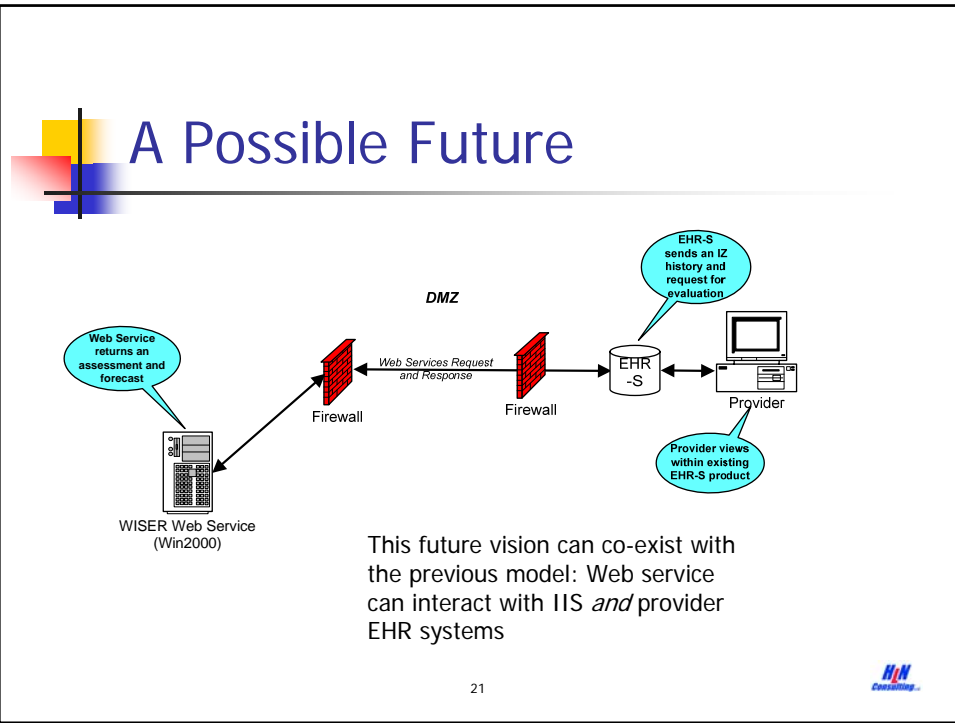 A Possible Future
EHR-S
sends an IZ
history and
request for
evaluation
DMZ
Web Service
returns an
assessment and
forecast
Web Services Request
and Response
EHR
-S
Firewall
Firewall
Provider
Provider views
within existing
EHR-S product
WISER Web Service
(Win2000)
This future vision can co-exist with
the previous model: Web service
can interact with IIS and provider
EHR systems
21
HLN
Consulting